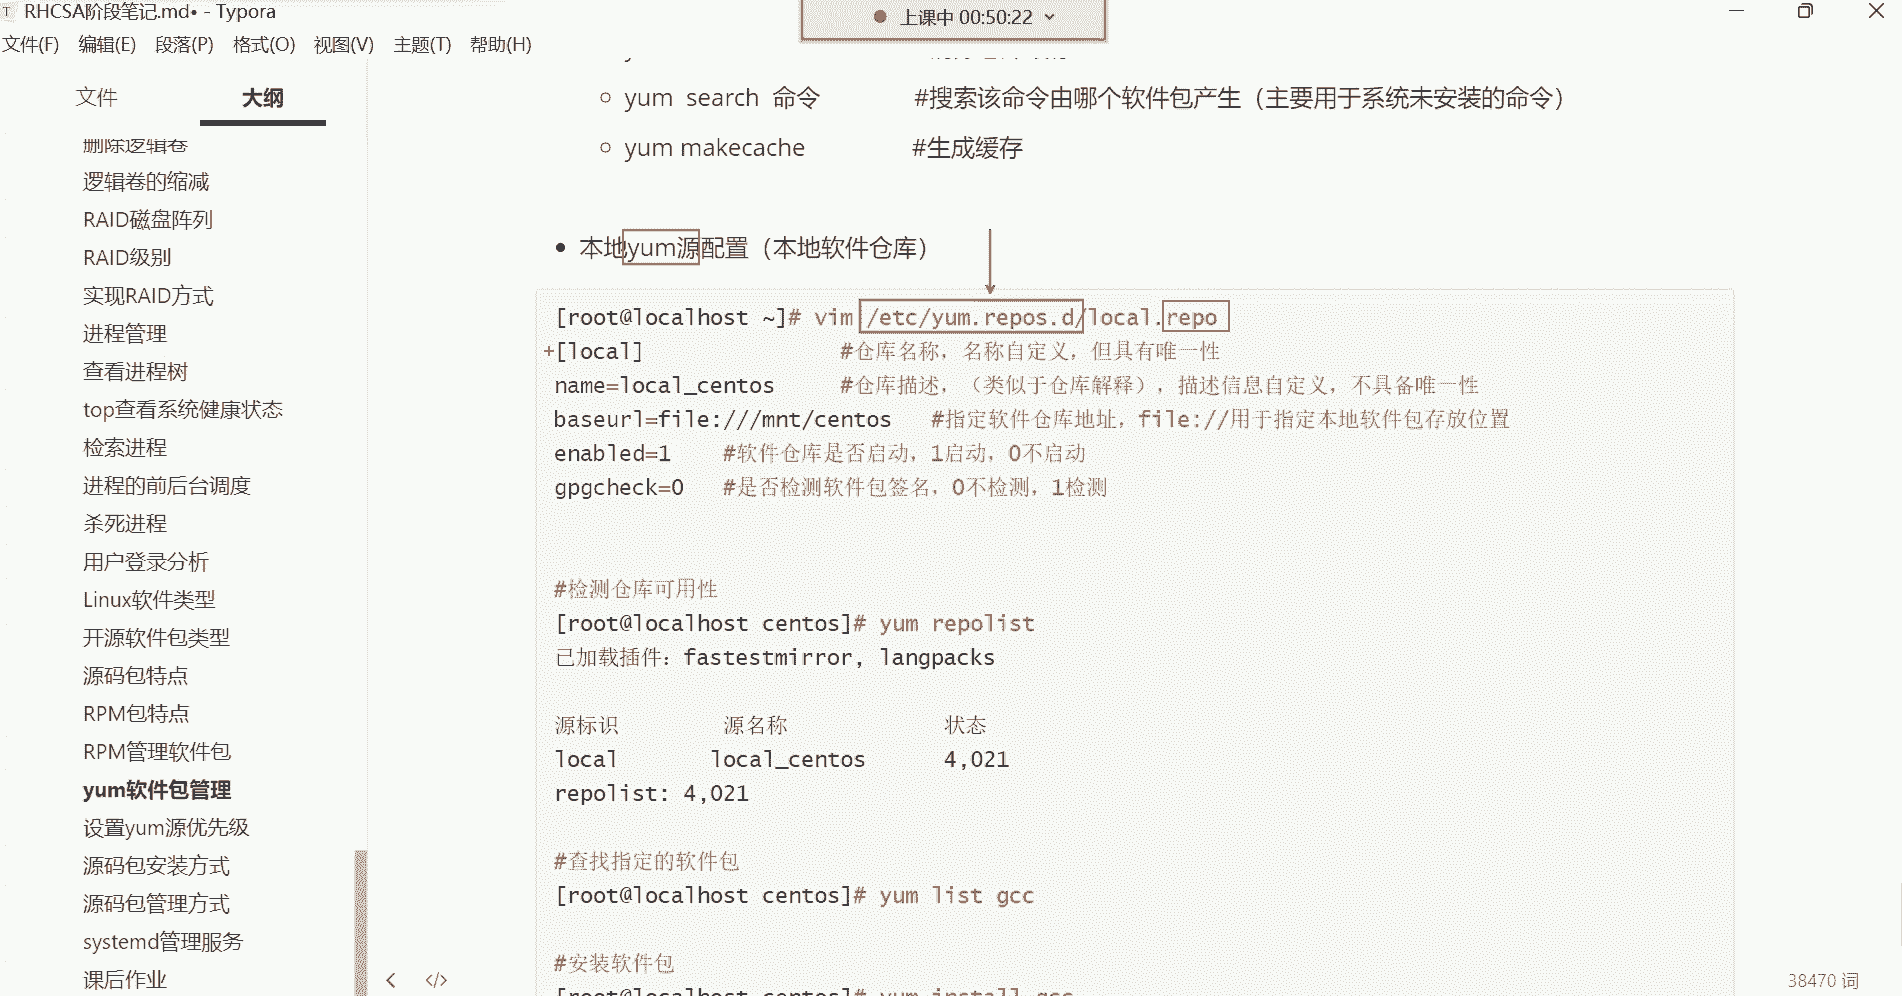 RHCSA阶段笔记.md• - Typora
上课中 00:50:22
文件(F) 编辑(E) 段落(P) 格式(O) 视图(V) 主题(T) 帮助(H)
文件 大纲
删除逻辑卷
逻辑卷的缩减
RAID磁盘阵列
RAID级别
实现RAID方式
进程管理
查看进程树
top查看系统健康状态
检索进程
进程的前后台调度
杀死进程
用户登录分析
Linux软件类型
开源软件包类型
源码包特点
RPM包特点
RPM管理软件包
yum软件包管理
设置yum源优先级
源码包安装方式
源码包管理方式
systemd管理服务
课后作业
yum search 命令 #搜索该命令由哪个软件包产生（主要用于系统未安装的命令）
yum makecache #生成缓存
本地yum源配置（本地软件仓库）
[root@localhost ~]# vim /etc/yum.repos.d/local.repo
+[local] #仓库名称，名称自定义，但具有唯一性
name=local_centos #仓库描述，（类似于仓库解释），描述信息自定义，不具备唯一性
baseurl=file:///mnt/centos #指定软件仓库地址，file://用于指定本地软件包存放位置
enabled=1 #软件仓库是否启动，1启动，0不启动
gpgcheck=0 #是否检测软件包签名，0不检测，1检测
#检测仓库可用性
[root@localhost centos]# yum repolist
已加载插件：fastestmirror, langpacks
源标识 源名称 状态
local local_centos 4,021
repolist: 4,021
#查找指定的软件包
[root@localhost centos]# yum list gcc
#安装软件包
[root@localhost centos]# yum install gcc
38470 词